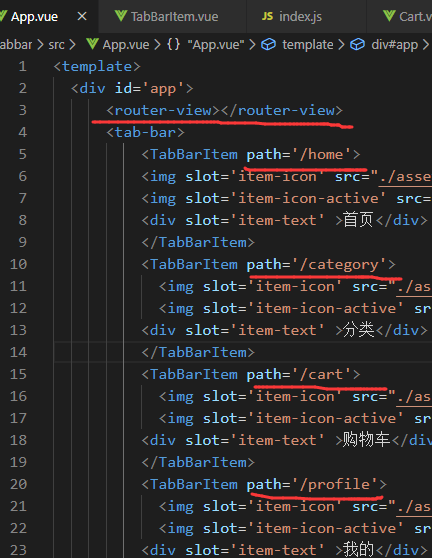 App.vue TabBarItem.vue JS index.js Cart.v
abbar > src > App.vue > {} "App.vue" > template > div#app
1 <template>
2 <div id='app'>
3 <router-view></router-view>
4 <tab-bar>
5 <TabBarItem path='/home'>
6 <img slot='item-icon' src="./asse
7 <img slot='item-icon-active' src=
8 <div slot='item-text' >首页</div>
9 </TabBarItem>
10 <TabBarItem path='/category'>
11 <img slot='item-icon' src="./a
12 <img slot='item-icon-active' s
13 <div slot='item-text' >分类</div>
14 </TabBarItem>
15 <TabBarItem path='/cart'>
16 <img slot='item-icon' src="./a
17 <img slot='item-icon-active' s
18 <div slot='item-text' >购物车</div
19 </TabBarItem>
20 <TabBarItem path='/profile'>
21 <img slot='item-icon' src="./a
22 <img slot='item-icon-active' s
23 <div slot='item-text' >我的</div>